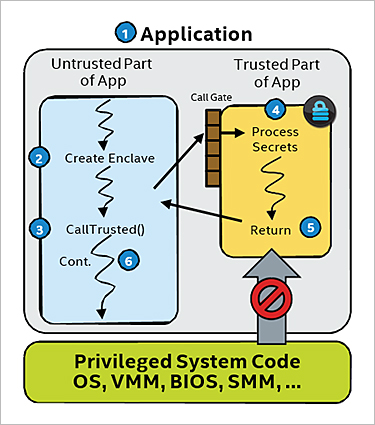 1 Application
Untrusted Part
of App
Trusted Part
of App
Call Gate
4
Process
Secrets
2 Create Enclave
3 CallTrusted()
Return 5
Cont. 6
Privileged System Code
OS, VMM, BIOS, SMM, ...